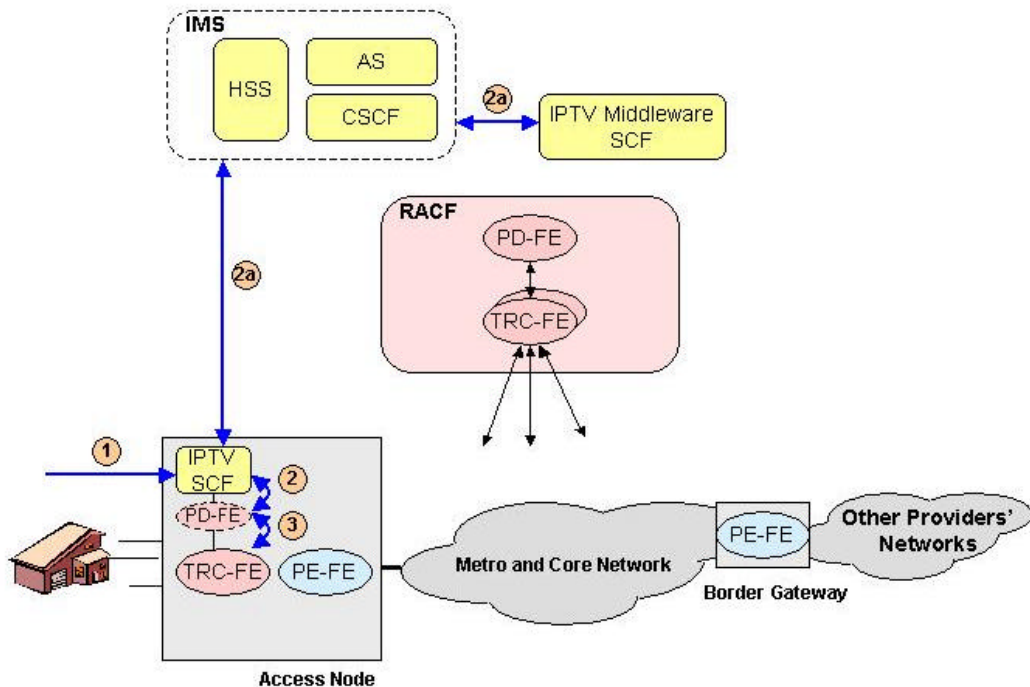 IMS
HSS
AS
CSCF
2a
IPTV Middleware
SCF
RACF
PD-FE
TRC-FE
2a
1
IPTV
SCF
2
PD-FE
3
TRC-FE
PE-FE
Metro and Core Network
PE-FE
Other Providers'
Networks
Border Gateway
Access Node